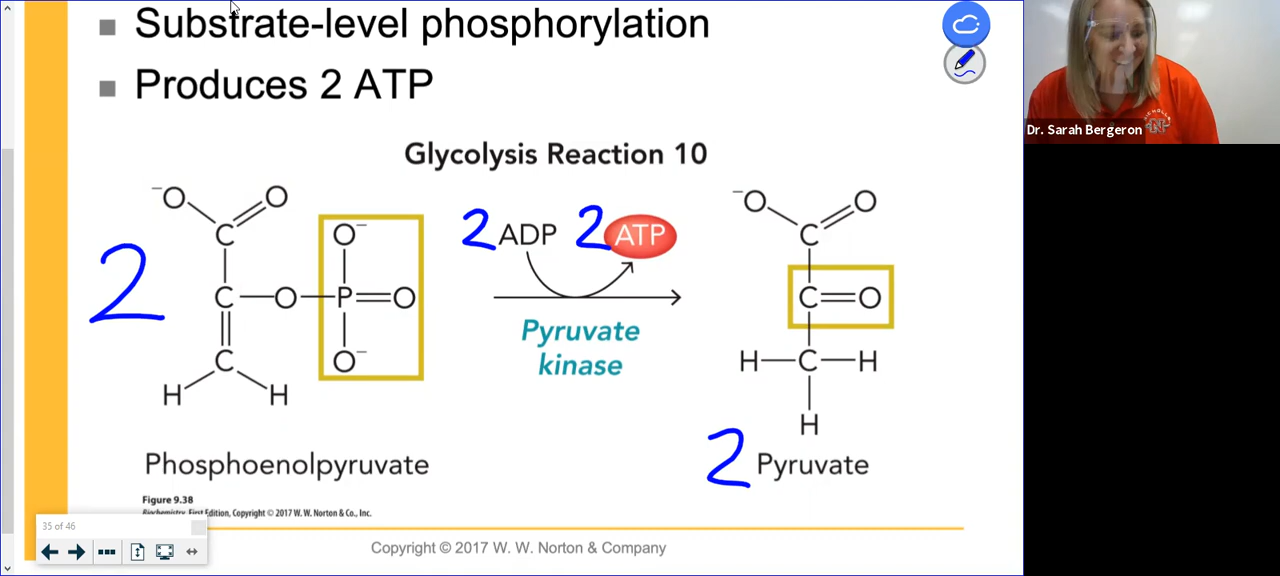 Substrate-level phosphorylation
Produces 2 ATP
Glycolysis Reaction 10
⁻O O
C
C—O—P=O
O⁻
O⁻
C
H H
2
2 ADP 2 ATP
Pyruvate
kinase
⁻O O
C
C=O
H—C—H
H
Phosphoenolpyruvate
2 Pyruvate
Figure 9.38
Biochemistry, First Edition, Copyright © 2017 W. W. Norton & Co., Inc.
35 of 46
Copyright © 2017 W. W. Norton & Company
Dr. Sarah Bergeron
N